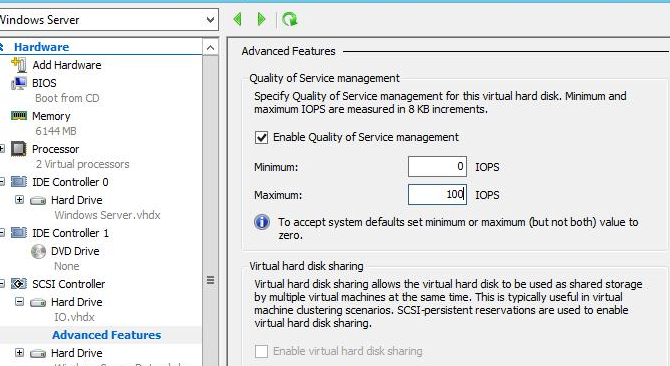 Windows Server
Hardware
Add Hardware
BIOS
Boot from CD
Memory
6144 MB
Processor
2 Virtual processors
IDE Controller 0
Hard Drive
Windows Server.vhdx
IDE Controller 1
DVD Drive
None
SCSI Controller
Hard Drive
IO.vhdx
Advanced Features
Hard Drive
Advanced Features
Quality of Service management
Specify Quality of Service management for this virtual hard disk. Minimum and
maximum IOPS are measured in 8 KB increments.
Enable Quality of Service management
Minimum: 0 IOPS
Maximum: 100 IOPS
To accept system defaults set minimum or maximum (but not both) value to
zero.
Virtual hard disk sharing
Virtual hard disk sharing allows the virtual hard disk to be used as shared storage
by multiple virtual machines at the same time. This is typically useful in virtual
machine clustering scenarios. SCSI-persistent reservations are used to enable
virtual hard disk sharing.
Enable virtual hard disk sharing